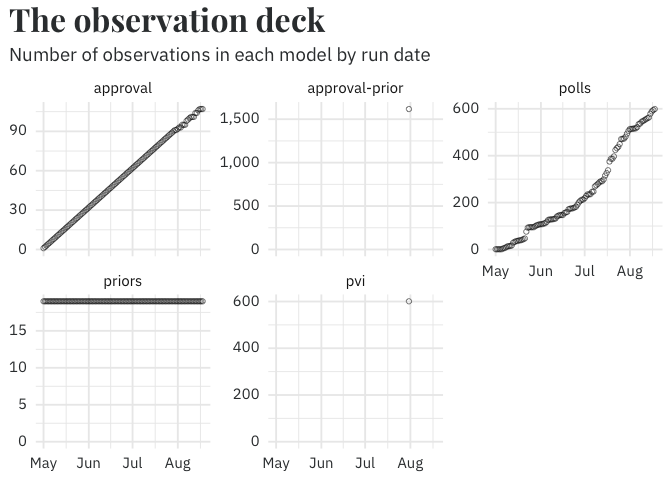 The observation deck
Number of observations in each model by run date
approval
approval-prior
polls
90
60
30
0
1,500
1,000
500
0
600
400
200
0
May Jun Jul Aug
priors
pvi
15
10
5
0
600
400
200
0
May Jun Jul Aug
May Jun Jul Aug